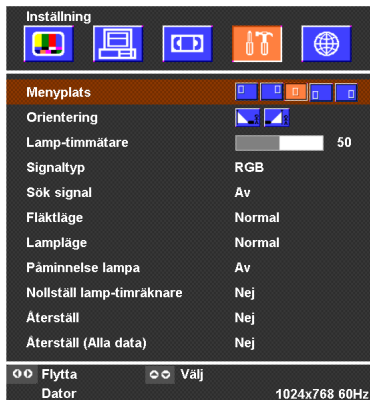 Inställning
Menyplats
Orientering
Lamp-timmätare 50
Signaltyp RGB
Sök signal Av
Fläktläge Normal
Lampläge Normal
Påminnelse lampa Av
Nollställ lamp-timräknare Nej
Återställ Nej
Återställ (Alla data) Nej
Flytta Välj
Dator 1024x768 60Hz